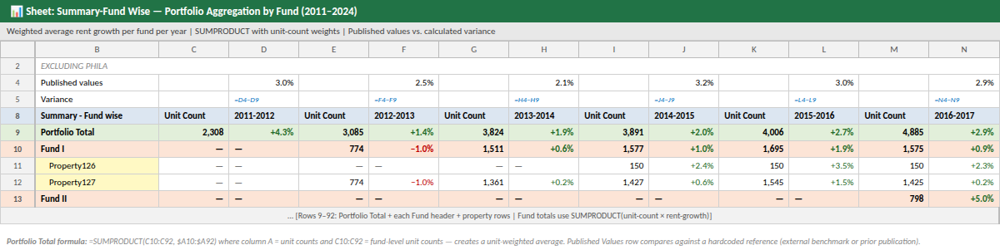 📊 Sheet: Summary-Fund Wise — Portfolio Aggregation by Fund (2011–2024)
Weighted average rent growth per fund per year | SUMPRODUCT with unit-count weights | Published values vs. calculated variance
B C D E F G H I J K L M N
2 EXCLUDING PHILA
4 Published values 3.0% 2.5% 2.1% 3.2% 3.0% 2.9%
5 Variance =D4–D9 =F4–F9 =H4–H9 =J4–J9 =L4–L9 =N4–N9
8 Summary - Fund wise Unit Count 2011-2012 Unit Count 2012-2013 Unit Count 2013-2014 Unit Count 2014-2015 Unit Count 2015-2016 Unit Count 2016-2017
9 Portfolio Total 2,308 +4.3% 3,085 +1.4% 3,824 +1.9% 3,891 +2.0% 4,006 +2.7% 4,885 +2.9%
10 Fund I — — 774 −1.0% 1,511 +0.6% 1,577 +1.0% 1,695 +1.9% 1,575 +0.9%
11 Property126 — — — — — — 150 +2.4% 150 +3.5% 150 +2.3%
12 Property127 — — 774 −1.0% 1,361 +0.2% 1,427 +0.6% 1,545 +1.5% 1,425 +0.2%
13 Fund II — — — — — — — — — — 798 +5.0%
... [Rows 9–92: Portfolio Total + each Fund header + property rows | Fund totals use SUMPRODUCT(unit-count × rent-growth)]
Portfolio Total formula: =SUMPRODUCT(C10:C92, $A10:$A92) where column A = unit counts and C10:C92 = fund-level unit counts — creates a unit-weighted average. Published Values row compares against a hardcoded reference (external benchmark or prior publication).